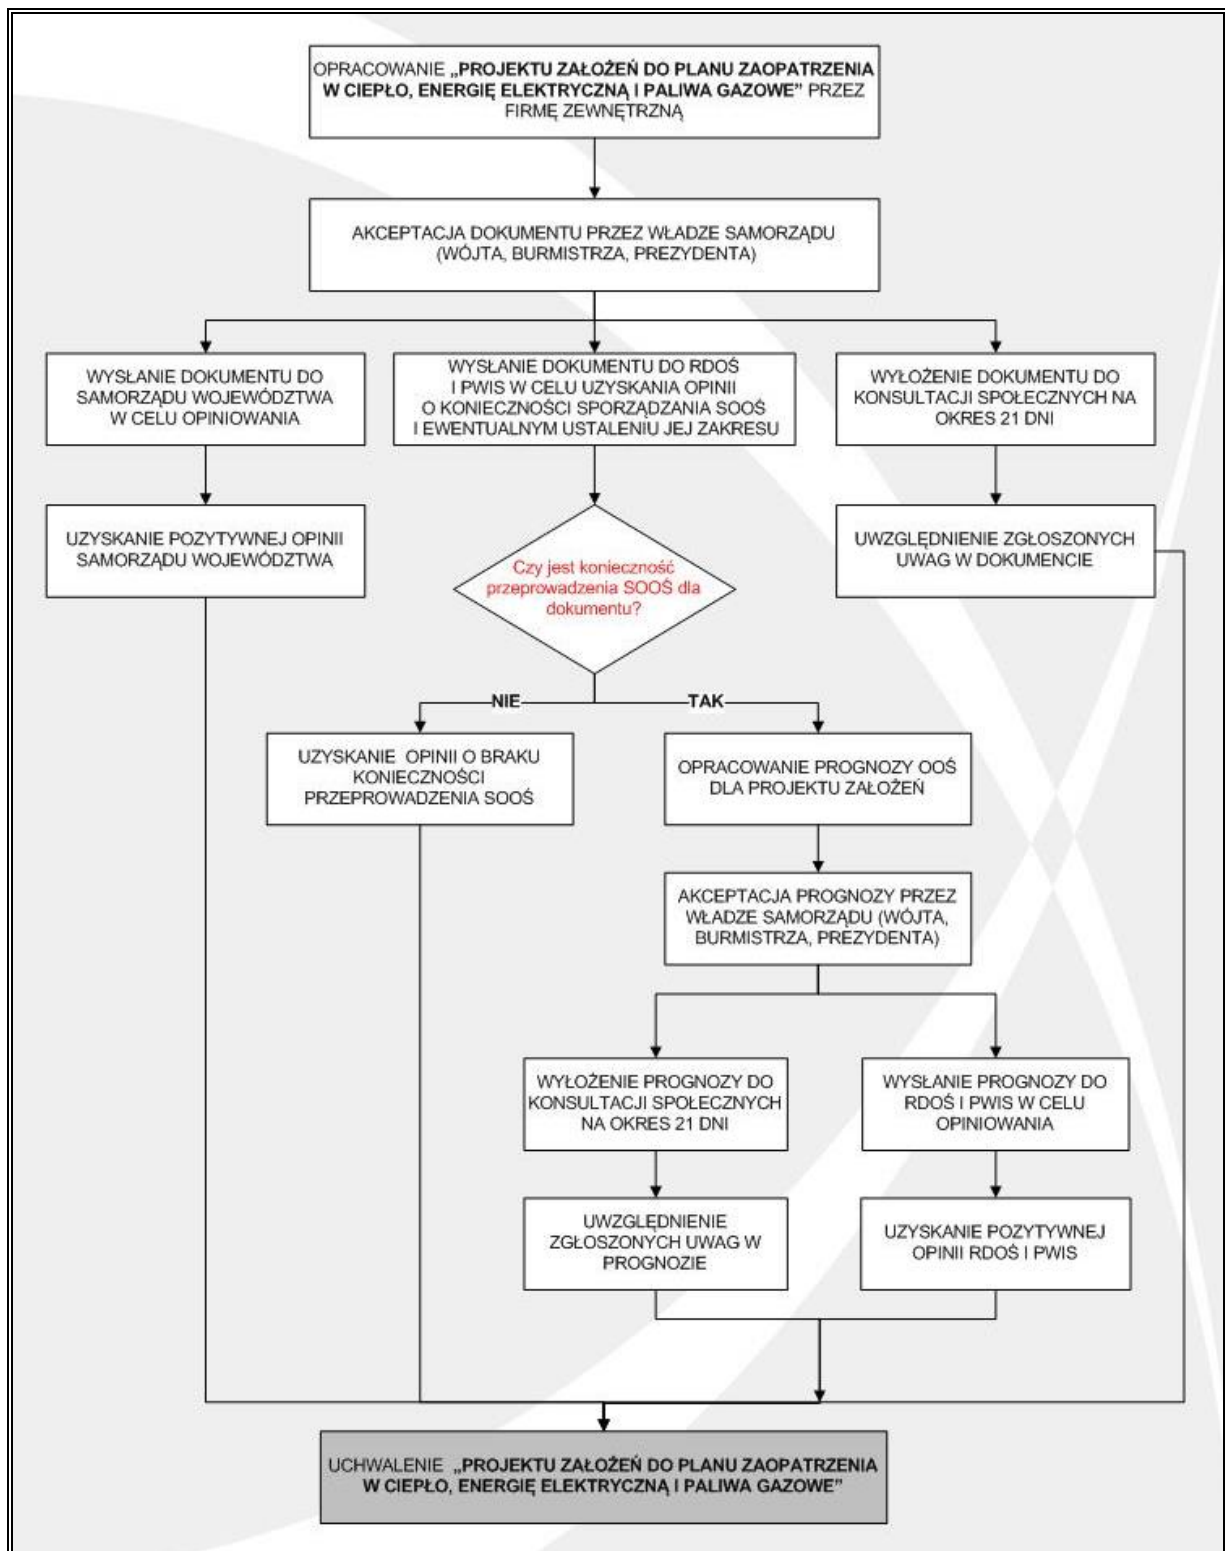 OPRACOWANIE „PROJEKTU ZAŁOŻEŃ DO PLANU ZAOPATRZENIA
W CIEPŁO, ENERGIĘ ELEKTRYCZNĄ I PALIWA GAZOWE” PRZEZ
FIRMĘ ZEWNĘTRZNĄ
AKCEPTACJA DOKUMENTU PRZEZ WŁADZE SAMORZĄDU
(WÓJTA, BURMISTRZA, PREZYDENTA)
WYSŁANIE DOKUMENTU DO
SAMORZĄDU WOJEWÓDZTWA
W CELU OPINIOWANIA
WYSŁANIE DOKUMENTU DO RDOŚ
I PWIS W CELU UZYSKANIA OPINII
O KONIECZNOŚCI SPORZĄDZANIA SOOŚ
I EWENTUALNYM USTALENIU JEJ ZAKRESU
WYŁOŻENIE DOKUMENTU DO
KONSULTACJI SPOŁECZNYCH NA
OKRES 21 DNI
UZYSKANIE POZYTYWNEJ OPINII
SAMORZĄDU WOJEWÓDZTWA
Czy jest konieczność
przeprowadzenia SOOŚ dla
dokumentu?
UWZGLĘDNIENIE ZGŁOSZONYCH
UWAG W DOKUMENCIE
NIE
TAK
UZYSKANIE OPINII O BRAKU
KONIECZNOŚCI
PRZEPROWADZENIA SOOŚ
OPRACOWANIE PROGNOZY OOŚ
DLA PROJEKTU ZAŁOŻEŃ
AKCEPTACJA PROGNOZY PRZEZ
WŁADZE SAMORZĄDU (WÓJTA,
BURMISTRZA, PREZYDENTA)
WYŁOŻENIE PROGNOZY DO
KONSULTACJI SPOŁECZNYCH
NA OKRES 21 DNI
WYSŁANIE PROGNOZY DO
RDOŚ I PWIS W CELU
OPINIOWANIA
UWZGLĘDNIENIE
ZGŁOSZONYCH UWAG W
PROGNOZIE
UZYSKANIE POZYTYWNEJ
OPINII RDOŚ I PWIS
UCHWALENIE „PROJEKTU ZAŁOŻEŃ DO PLANU ZAOPATRZENIA
W CIEPŁO, ENERGIĘ ELEKTRYCZNĄ I PALIWA GAZOWE”